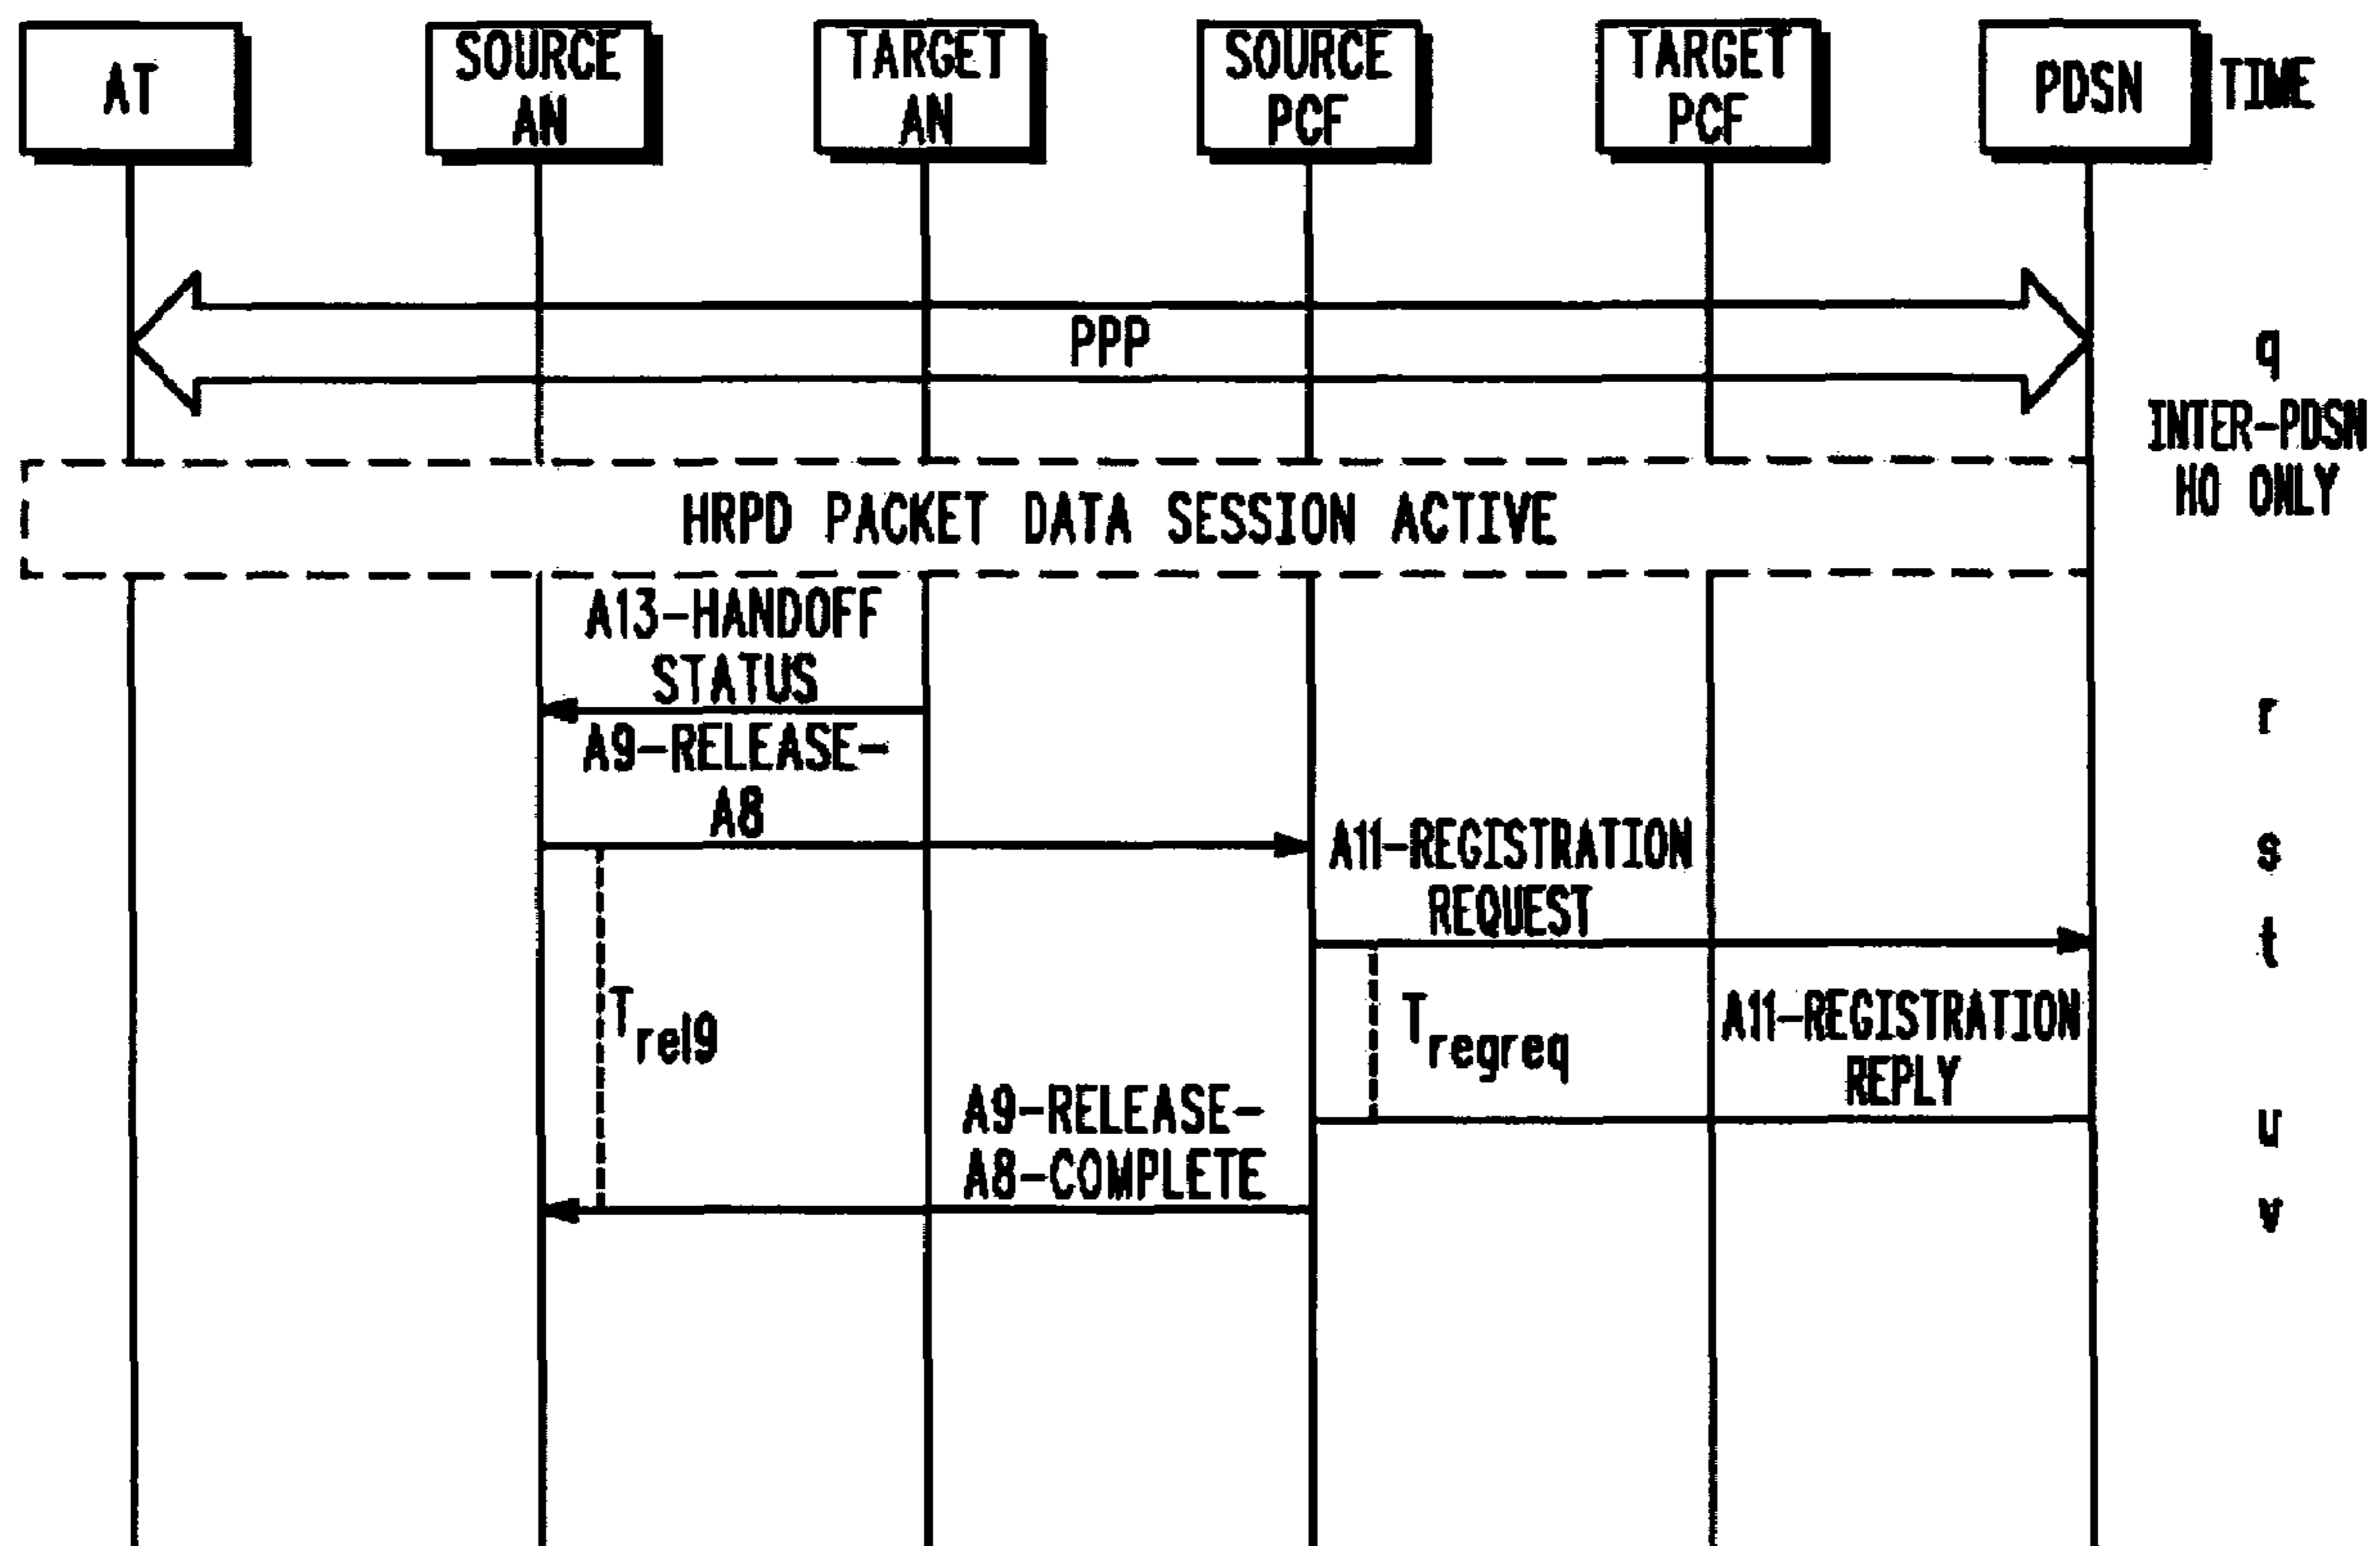 AT
SOURCE
AN
TARGET
AN
SOURCE
PCF
TARGET
PCF
PDSN
TIME
PPP
q
INTER-PDSN
HO ONLY
HRPD PACKET DATA SESSION ACTIVE
A13-HANDOFF
STATUS
r
A9-RELEASE-
A8
s
A11-REGISTRATION
REQUEST
t
Trel9
Tregreq
A11-REGISTRATION
REPLY
u
A9-RELEASE-
A8-COMPLETE
v